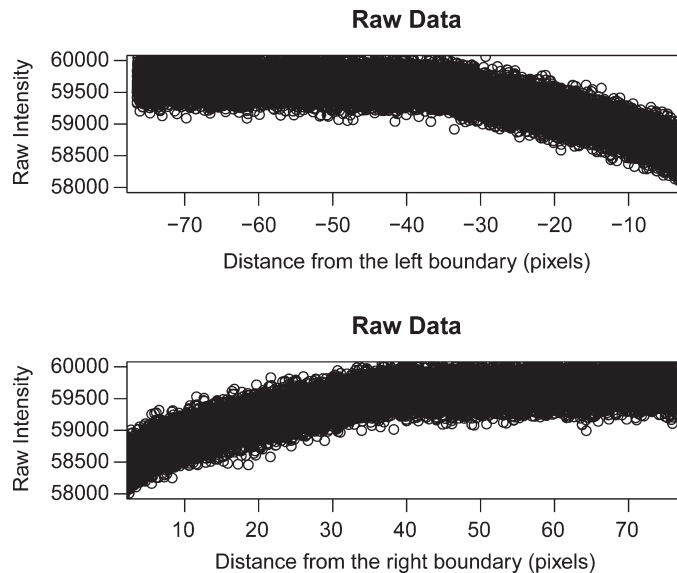 Raw Data
60000
59500
59000
58500
58000
Raw Intensity
−70 −60 −50 −40 −30 −20 −10
Distance from the left boundary (pixels)
Raw Data
60000
59500
59000
58500
58000
Raw Intensity
10 20 30 40 50 60 70
Distance from the right boundary (pixels)